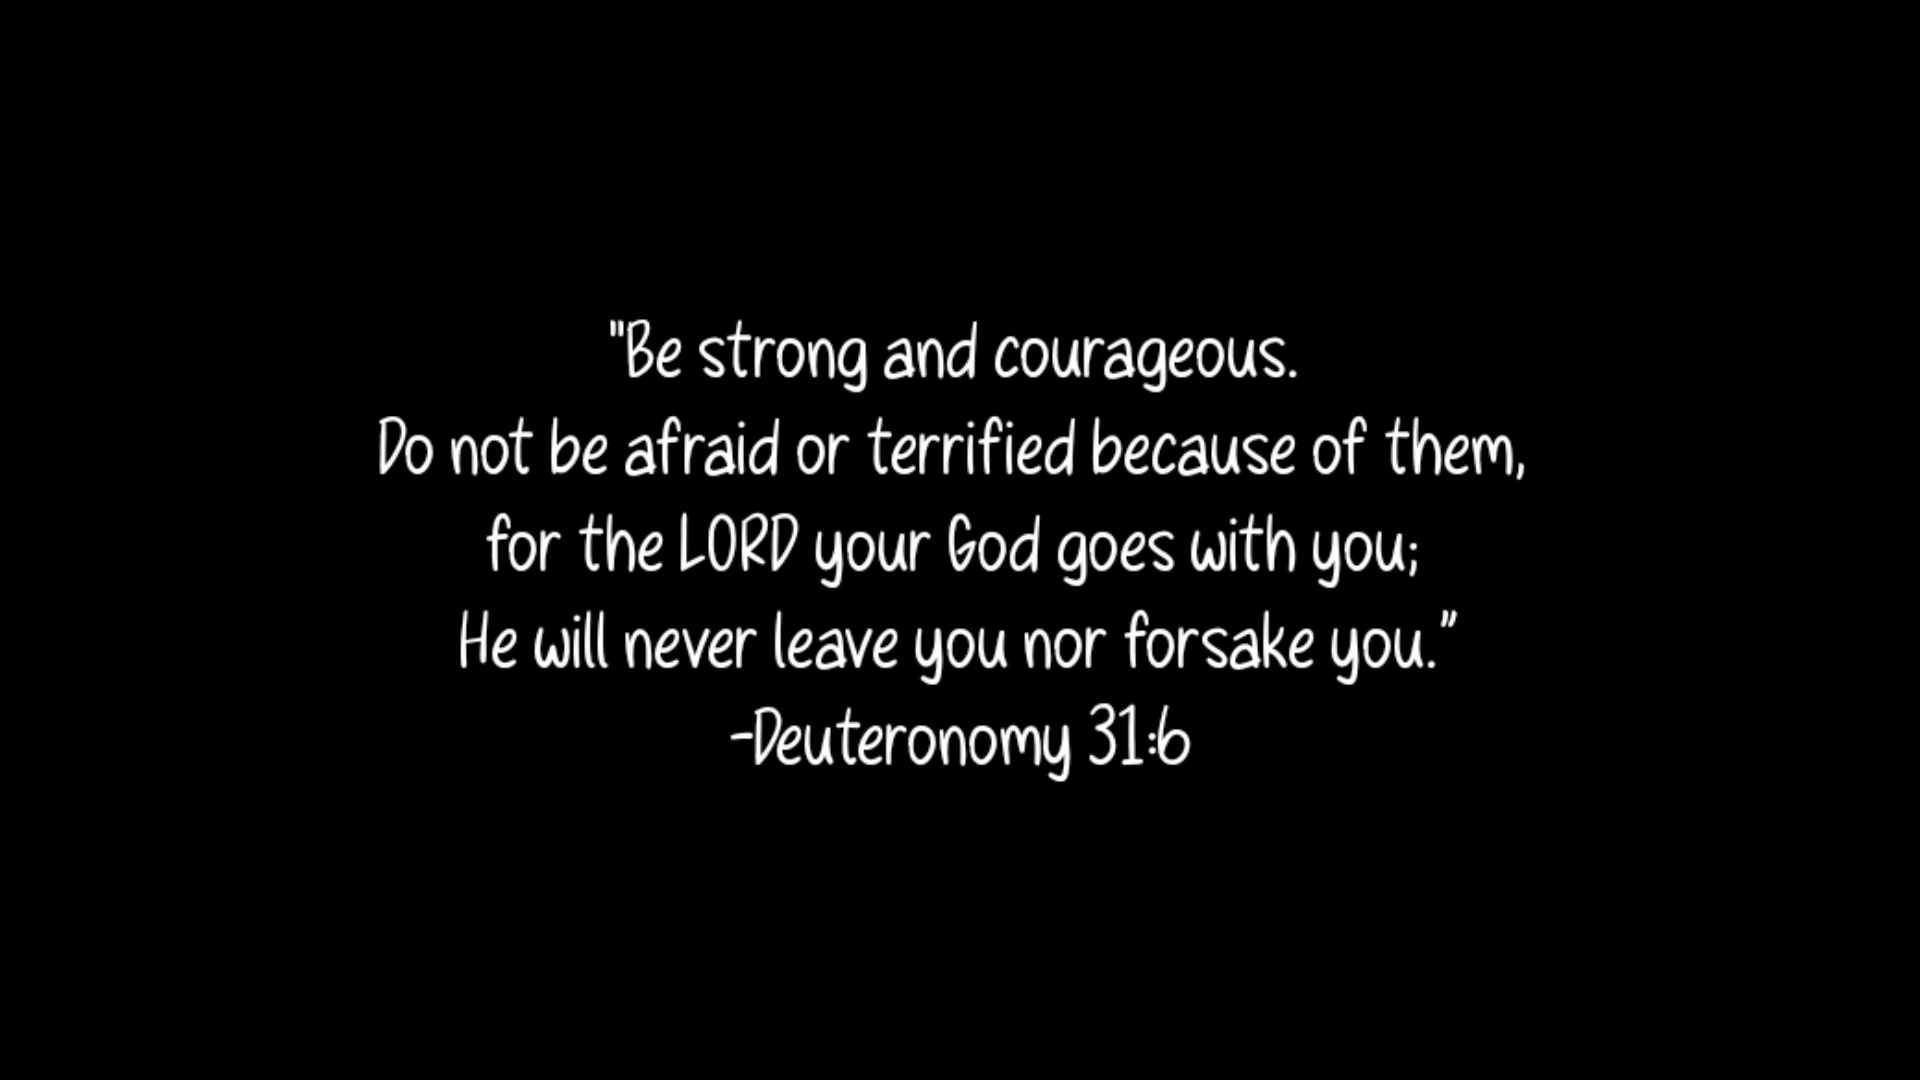 "Be strong and courageous.
Do not be afraid or terrified because of them,
for the LORD your God goes with you;
He will never leave you nor forsake you.”
-Deuteronomy 31:6